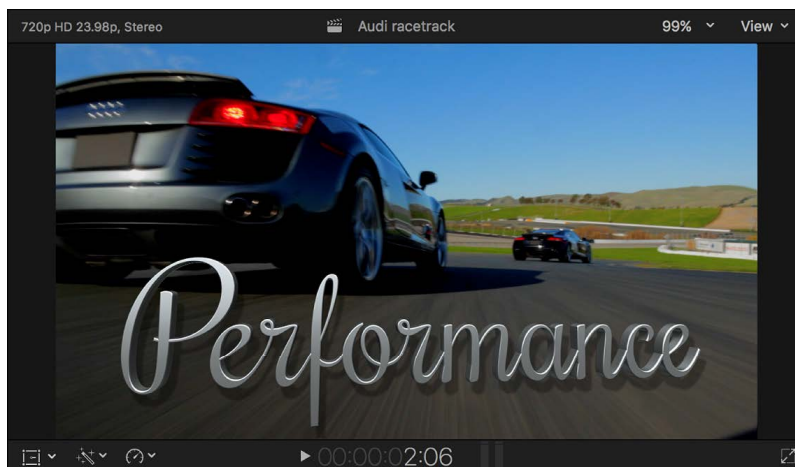 720p HD 23.98p, Stereo
Audi racetrack
99%
View
Performance
00:00:02:06